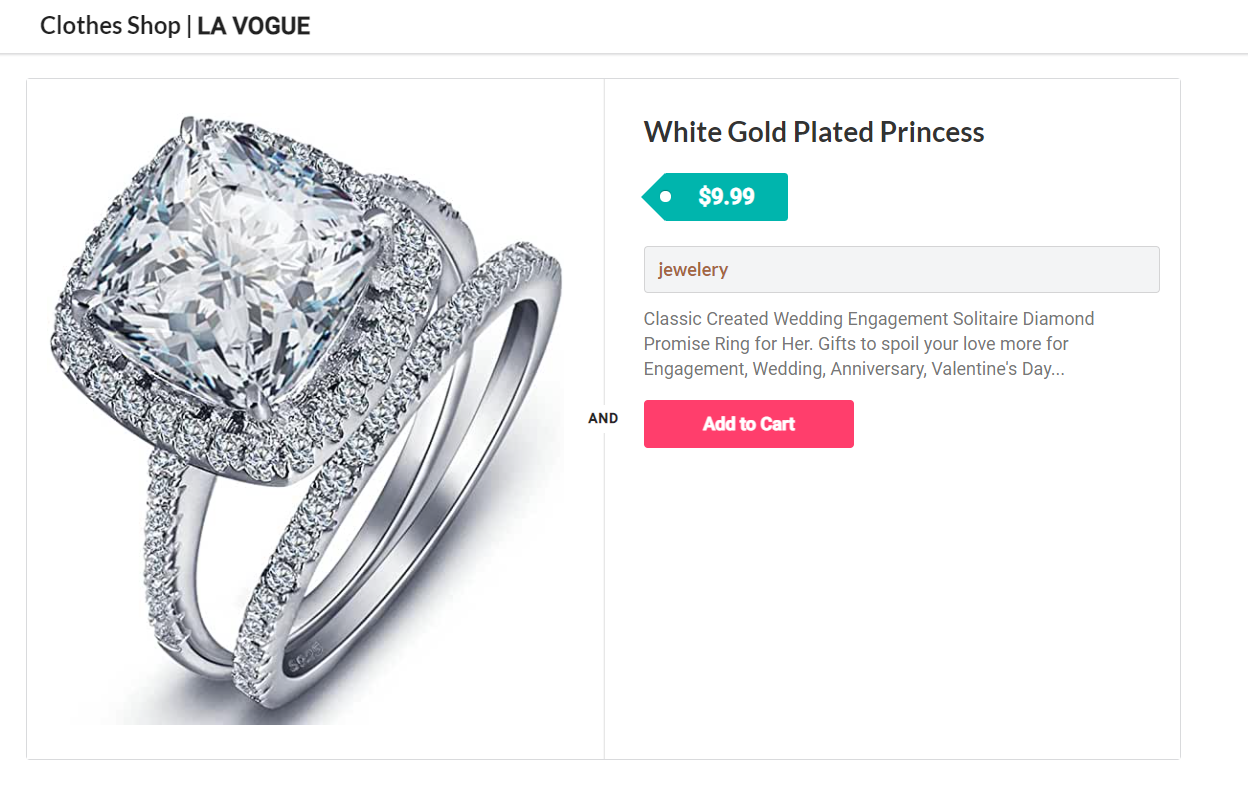 Clothes Shop | LA VOGUE
White Gold Plated Princess
$9.99
jewelery
Classic Created Wedding Engagement Solitaire Diamond
Promise Ring for Her. Gifts to spoil your love more for
Engagement, Wedding, Anniversary, Valentine's Day...
AND
Add to Cart